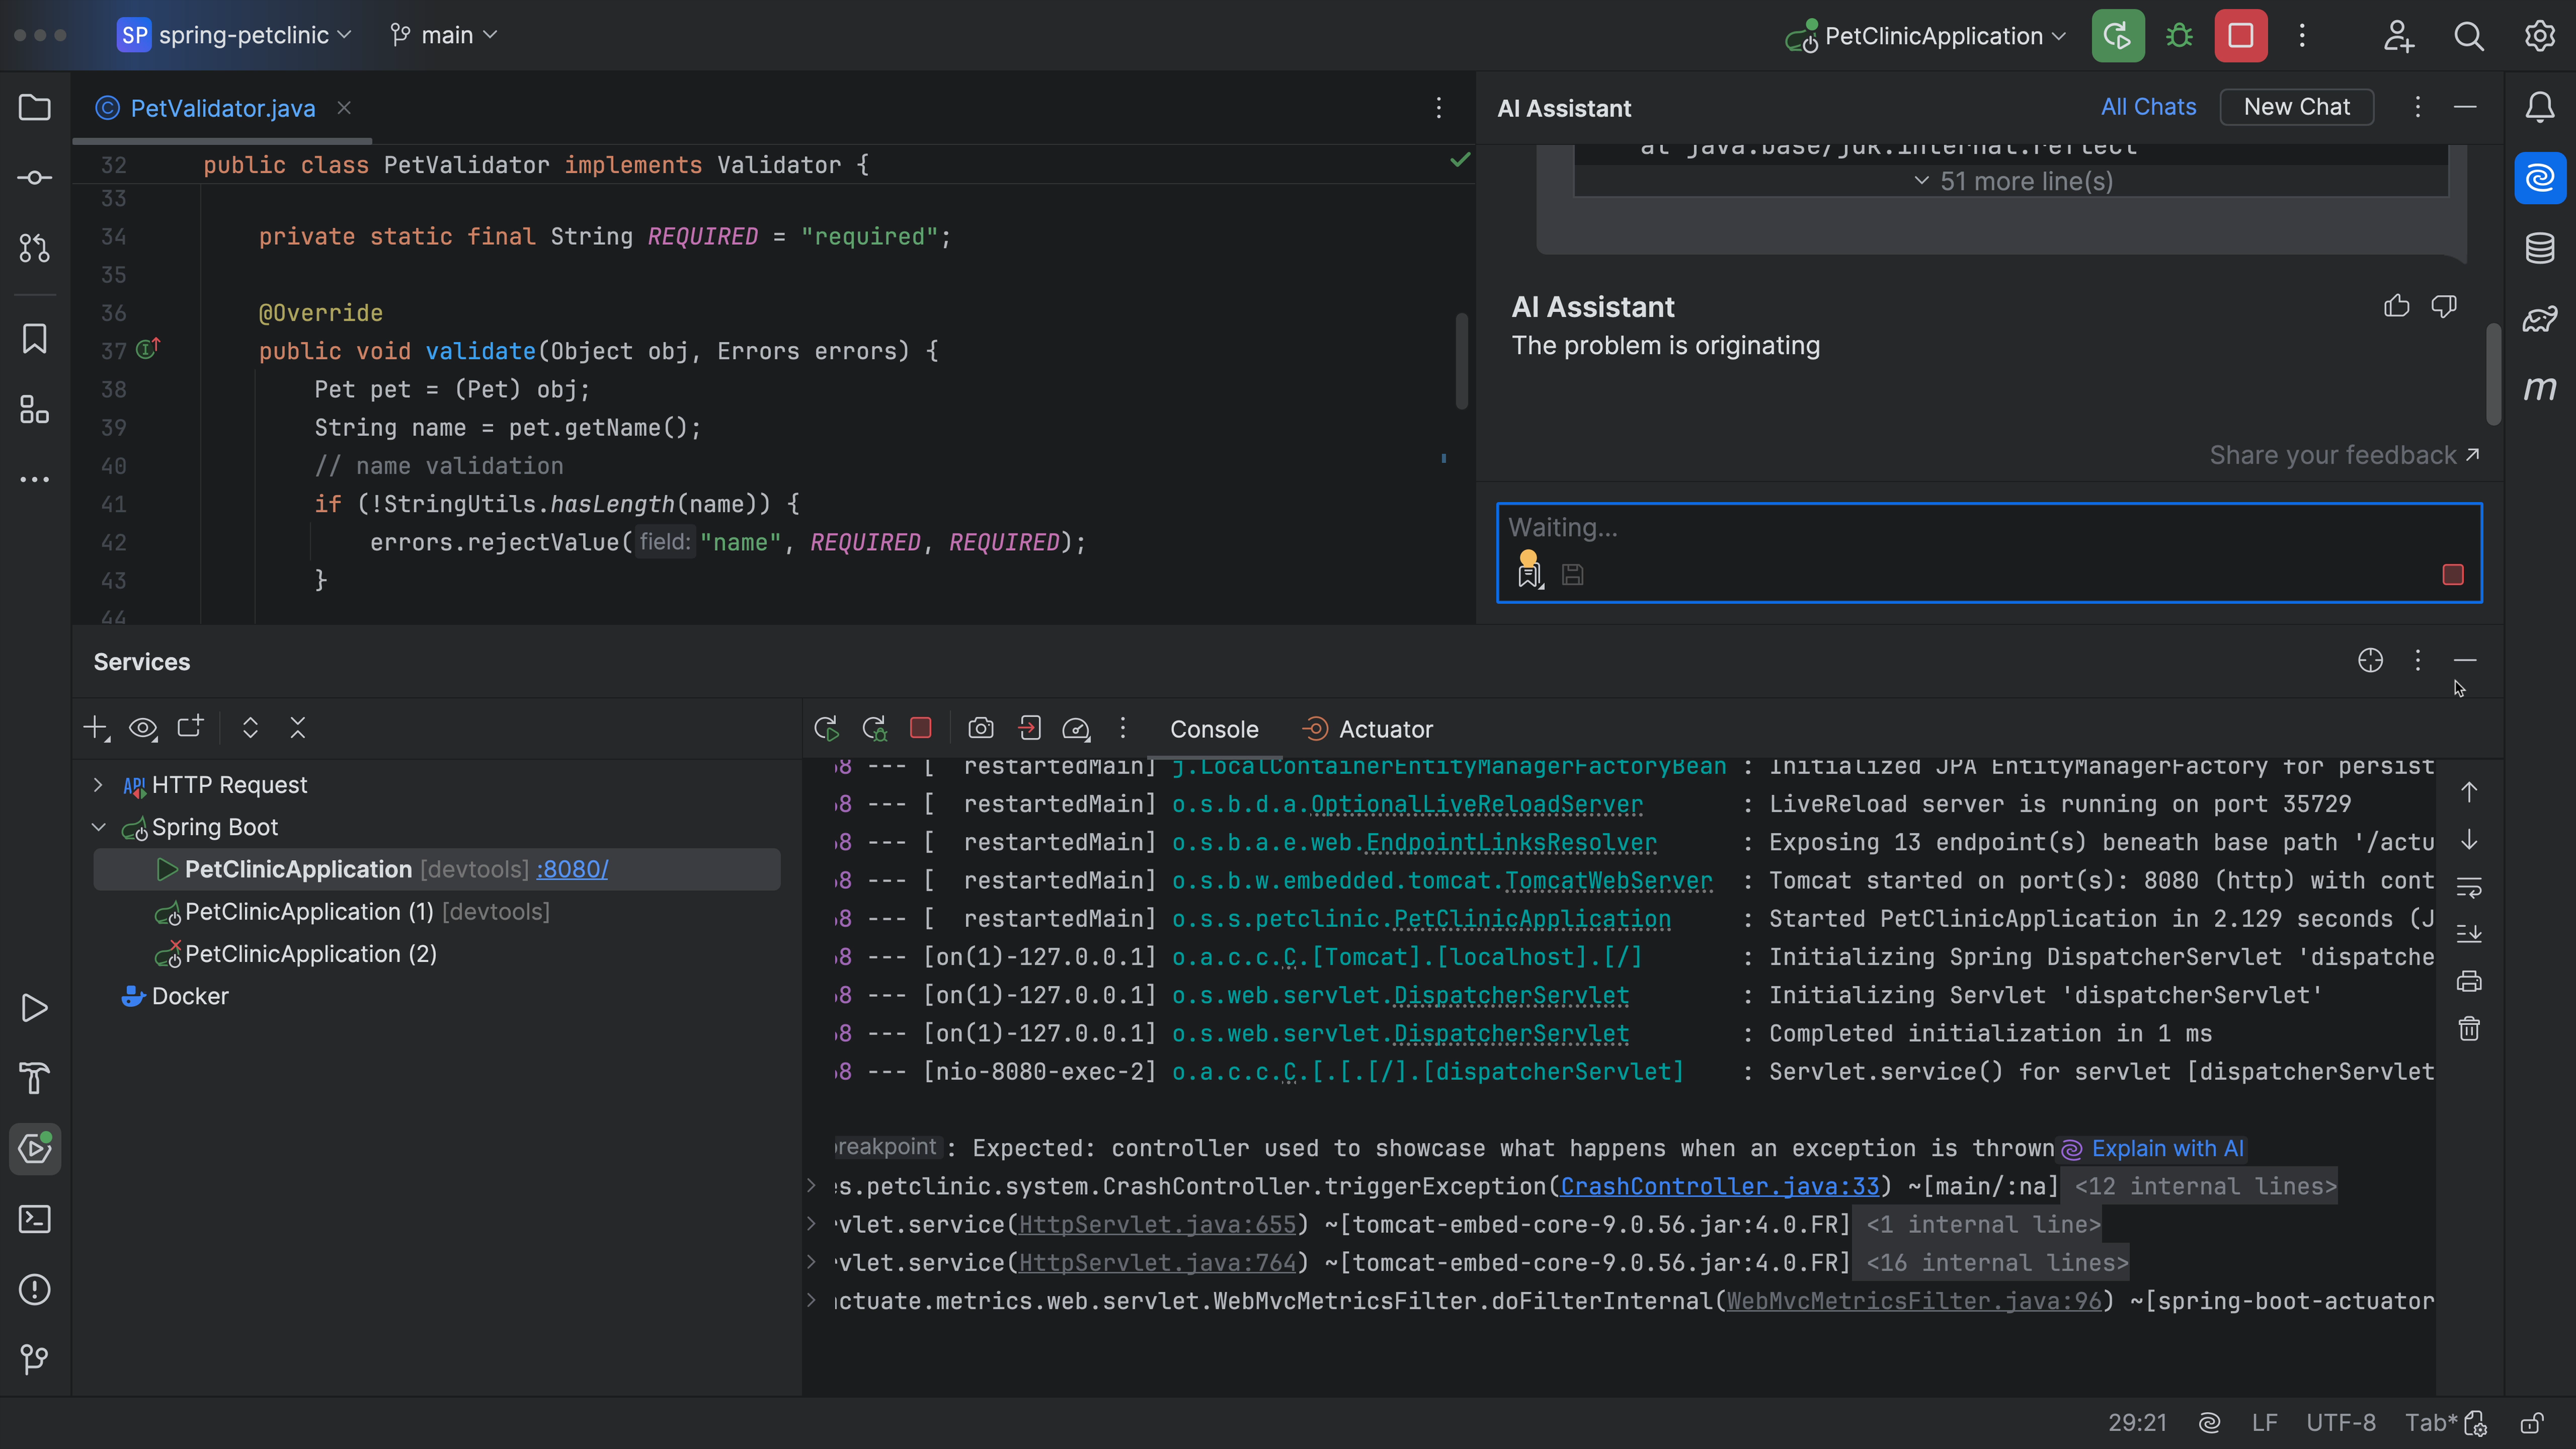 SP spring-petclinic
main
PetClinicApplication
PetValidator.java
32 public class PetValidator implements Validator {
33
34 private static final String REQUIRED = "required";
35
36 @Override
37 public void validate(Object obj, Errors errors) {
38 Pet pet = (Pet) obj;
39 String name = pet.getName();
40 // name validation
41 if (!StringUtils.hasLength(name)) {
42 errors.rejectValue( field: "name", REQUIRED, REQUIRED);
43 }
44
AI Assistant
All Chats
New Chat
at java.base/jdk.internal.reflect
51 more line(s)
AI Assistant
The problem is originating
Share your feedback
Waiting...
m
Services
HTTP Request
Spring Boot
PetClinicApplication [devtools] :8080/
PetClinicApplication (1) [devtools]
PetClinicApplication (2)
Docker
Console
Actuator
8 --- [ restartedMain] j.LocalContainerEntityManagerFactoryBean : Initialized JPA EntityManagerFactory for persist
8 --- [ restartedMain] o.s.b.d.a.OptionalLiveReloadServer : LiveReload server is running on port 35729
8 --- [ restartedMain] o.s.b.a.e.web.EndpointLinksResolver : Exposing 13 endpoint(s) beneath base path '/actu
8 --- [ restartedMain] o.s.b.w.embedded.tomcat.TomcatWebServer : Tomcat started on port(s): 8080 (http) with cont
8 --- [ restartedMain] o.s.s.petclinic.PetClinicApplication : Started PetClinicApplication in 2.129 seconds (J
8 --- [on(1)-127.0.0.1] o.a.c.c.C.[Tomcat].[localhost].[/] : Initializing Spring DispatcherServlet 'dispatche
8 --- [on(1)-127.0.0.1] o.s.web.servlet.DispatcherServlet : Initializing Servlet 'dispatcherServlet'
8 --- [on(1)-127.0.0.1] o.s.web.servlet.DispatcherServlet : Completed initialization in 1 ms
8 --- [nio-8080-exec-2] o.a.c.c.C.[.[.[/].[dispatcherServlet] : Servlet.service() for servlet [dispatcherServlet
reakpoint : Expected: controller used to showcase what happens when an exception is thrown Explain with AI
s.petclinic.system.CrashController.triggerException(CrashController.java:33) ~[main/:na] <12 internal lines>
vlet.service(HttpServlet.java:655) ~[tomcat-embed-core-9.0.56.jar:4.0.FR] <1 internal line>
vlet.service(HttpServlet.java:764) ~[tomcat-embed-core-9.0.56.jar:4.0.FR] <16 internal lines>
actuate.metrics.web.servlet.WebMvcMetricsFilter.doFilterInternal(WebMvcMetricsFilter.java:96) ~[spring-boot-actuator
29:21
LF
UTF-8
Tab*